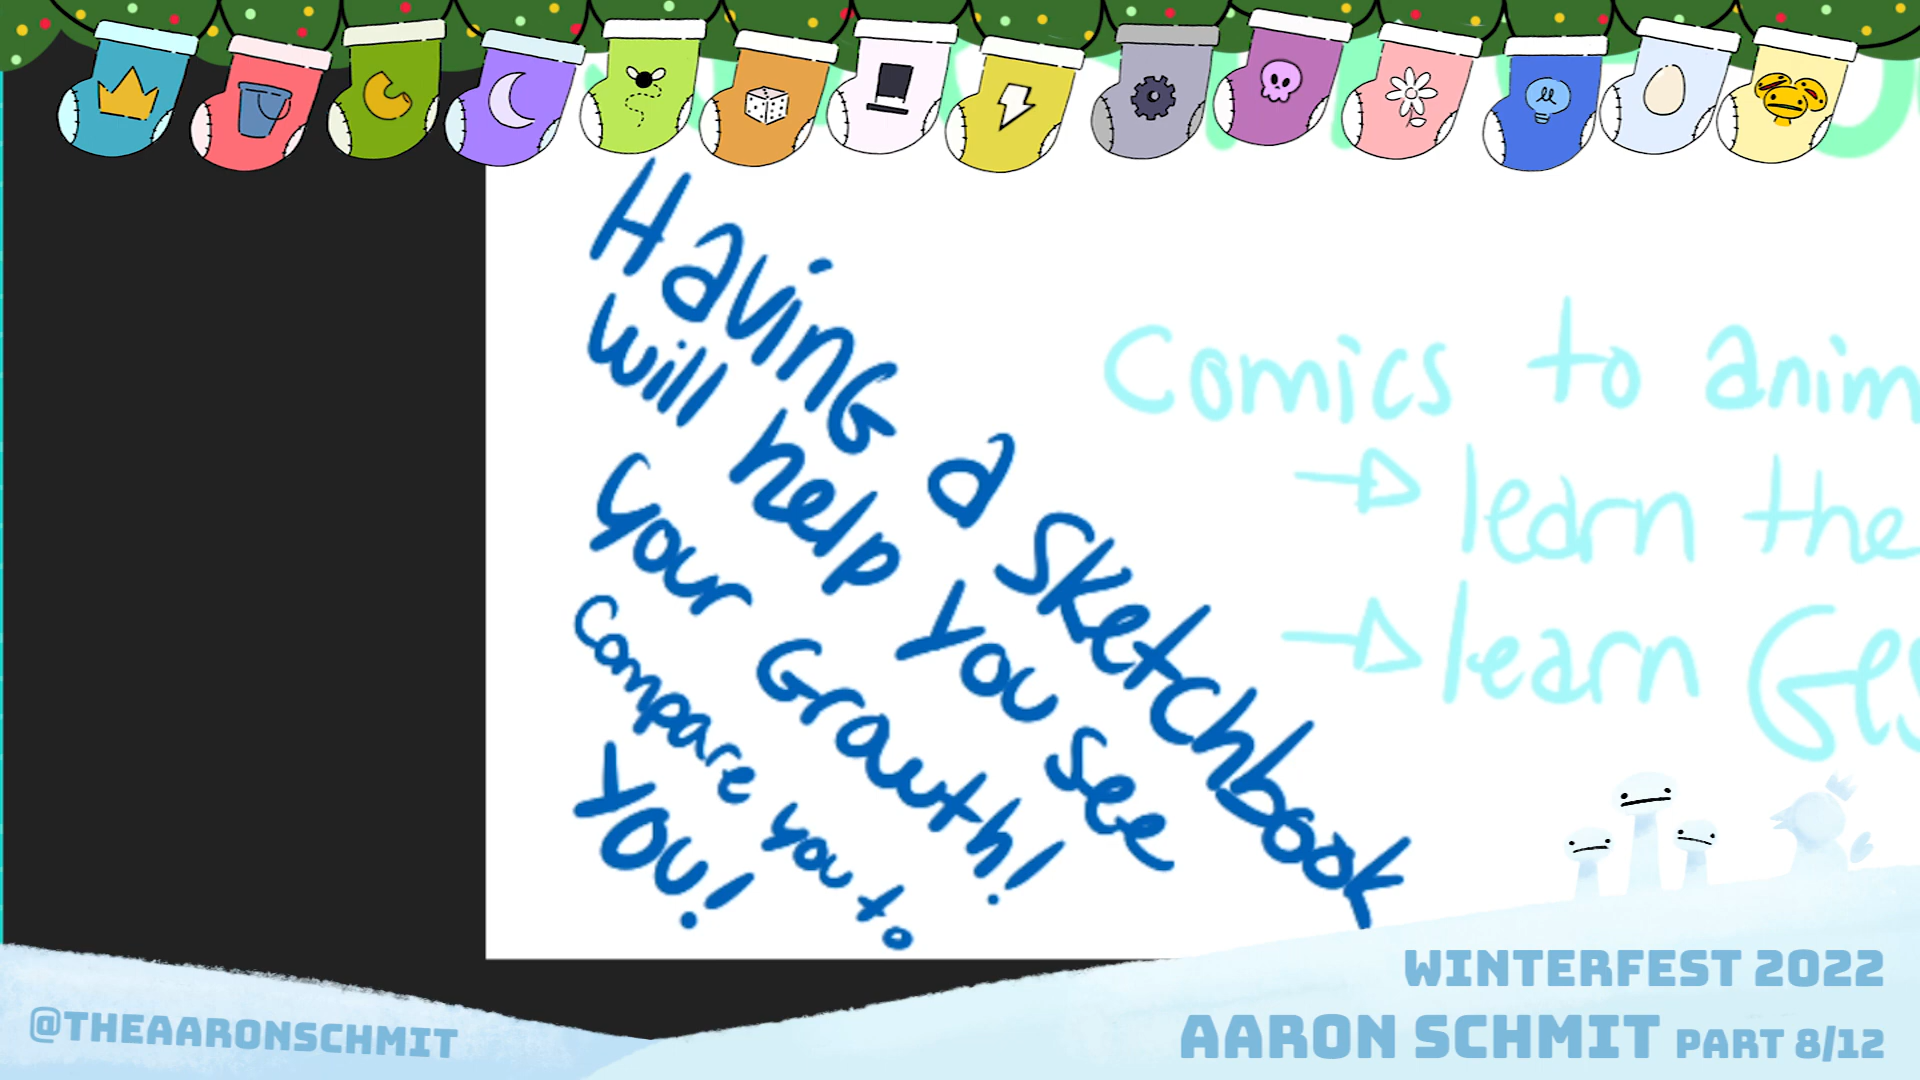 Having a Sketchbook
will help you see
your Growth!
Compare you to
you!
Comics to anim
→ learn the
→ learn Ges
WINTERFEST 2022
AARON SCHMIT PART 8/12
@THEAARONSCHMIT